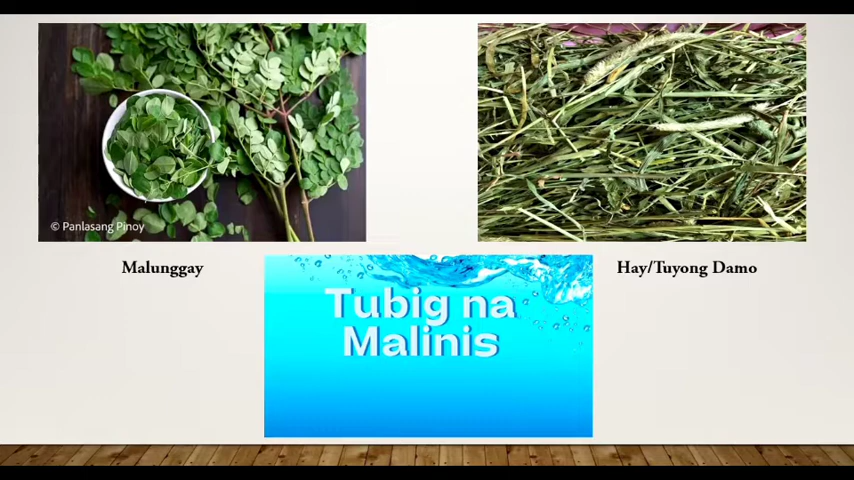 © Panlasang Pinoy
Malunggay
Hay/Tuyong Damo
Tubig na
Malinis